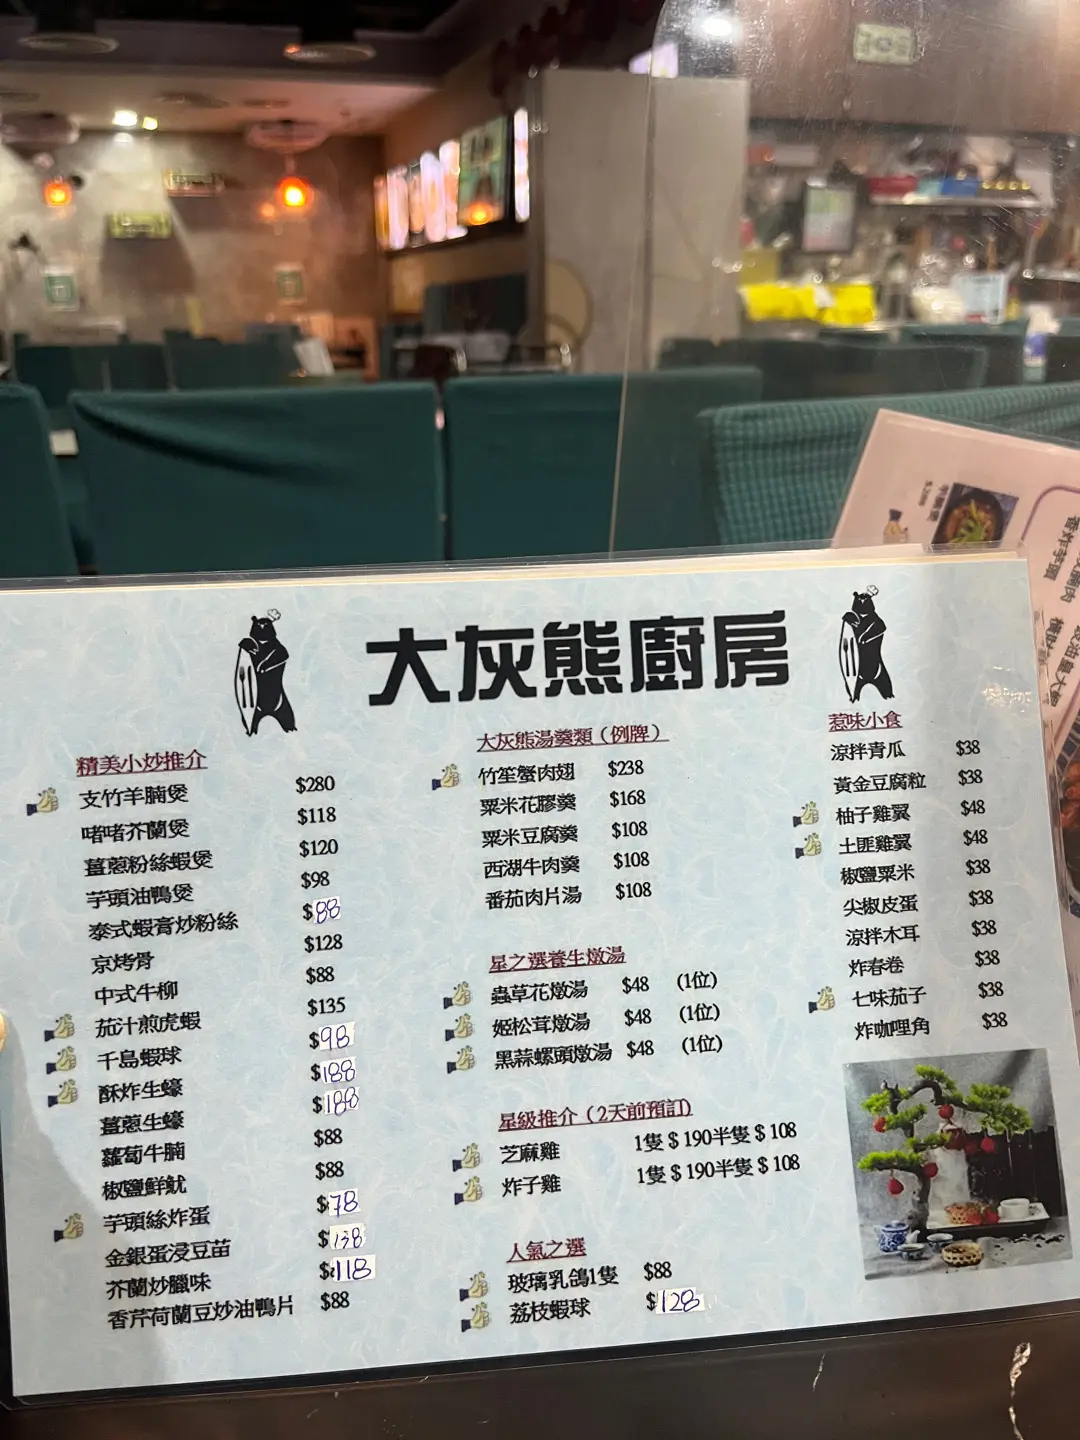 大灰熊廚房
精美小炒推介
支竹羊腩煲 $280
啫啫芥蘭煲 $118
薑蔥粉絲蝦煲 $120
芋頭油鴨煲 $98
泰式蝦膏炒粉絲 $88
京烤骨 $128
中式牛柳 $88
茄汁煎虎蝦 $135
千島蝦球 $98
酥炸生蠔 $188
薑蔥生蠔 $188
蘿蔔牛腩 $88
椒鹽鮮魷 $88
芋頭絲炸蛋 $78
金銀蛋浸豆苗 $138
芥蘭炒臘味 $118
香芹荷蘭豆炒油鴨片 $88
大灰熊湯羹類（例牌）
竹笙蟹肉翅 $238
粟米花膠羹 $168
粟米豆腐羹 $108
西湖牛肉羹 $108
番茄肉片湯 $108
星之選養生燉湯
蟲草花燉湯 $48 (1位)
姬松茸燉湯 $48 (1位)
黑蒜螺頭燉湯 $48 (1位)
星級推介（2天前預訂）
芝麻雞 1隻＄190半隻＄108
炸子雞 1隻＄190半隻＄108
人氣之選
玻璃乳鴿1隻 $88
荔枝蝦球 $128
惹味小食
涼拌青瓜 $38
黃金豆腐粒 $38
柚子雞翼 $48
土匪雞翼 $48
椒鹽粟米 $38
尖椒皮蛋 $38
涼拌木耳 $38
炸春卷 $38
七味茄子 $38
炸咖哩角 $38